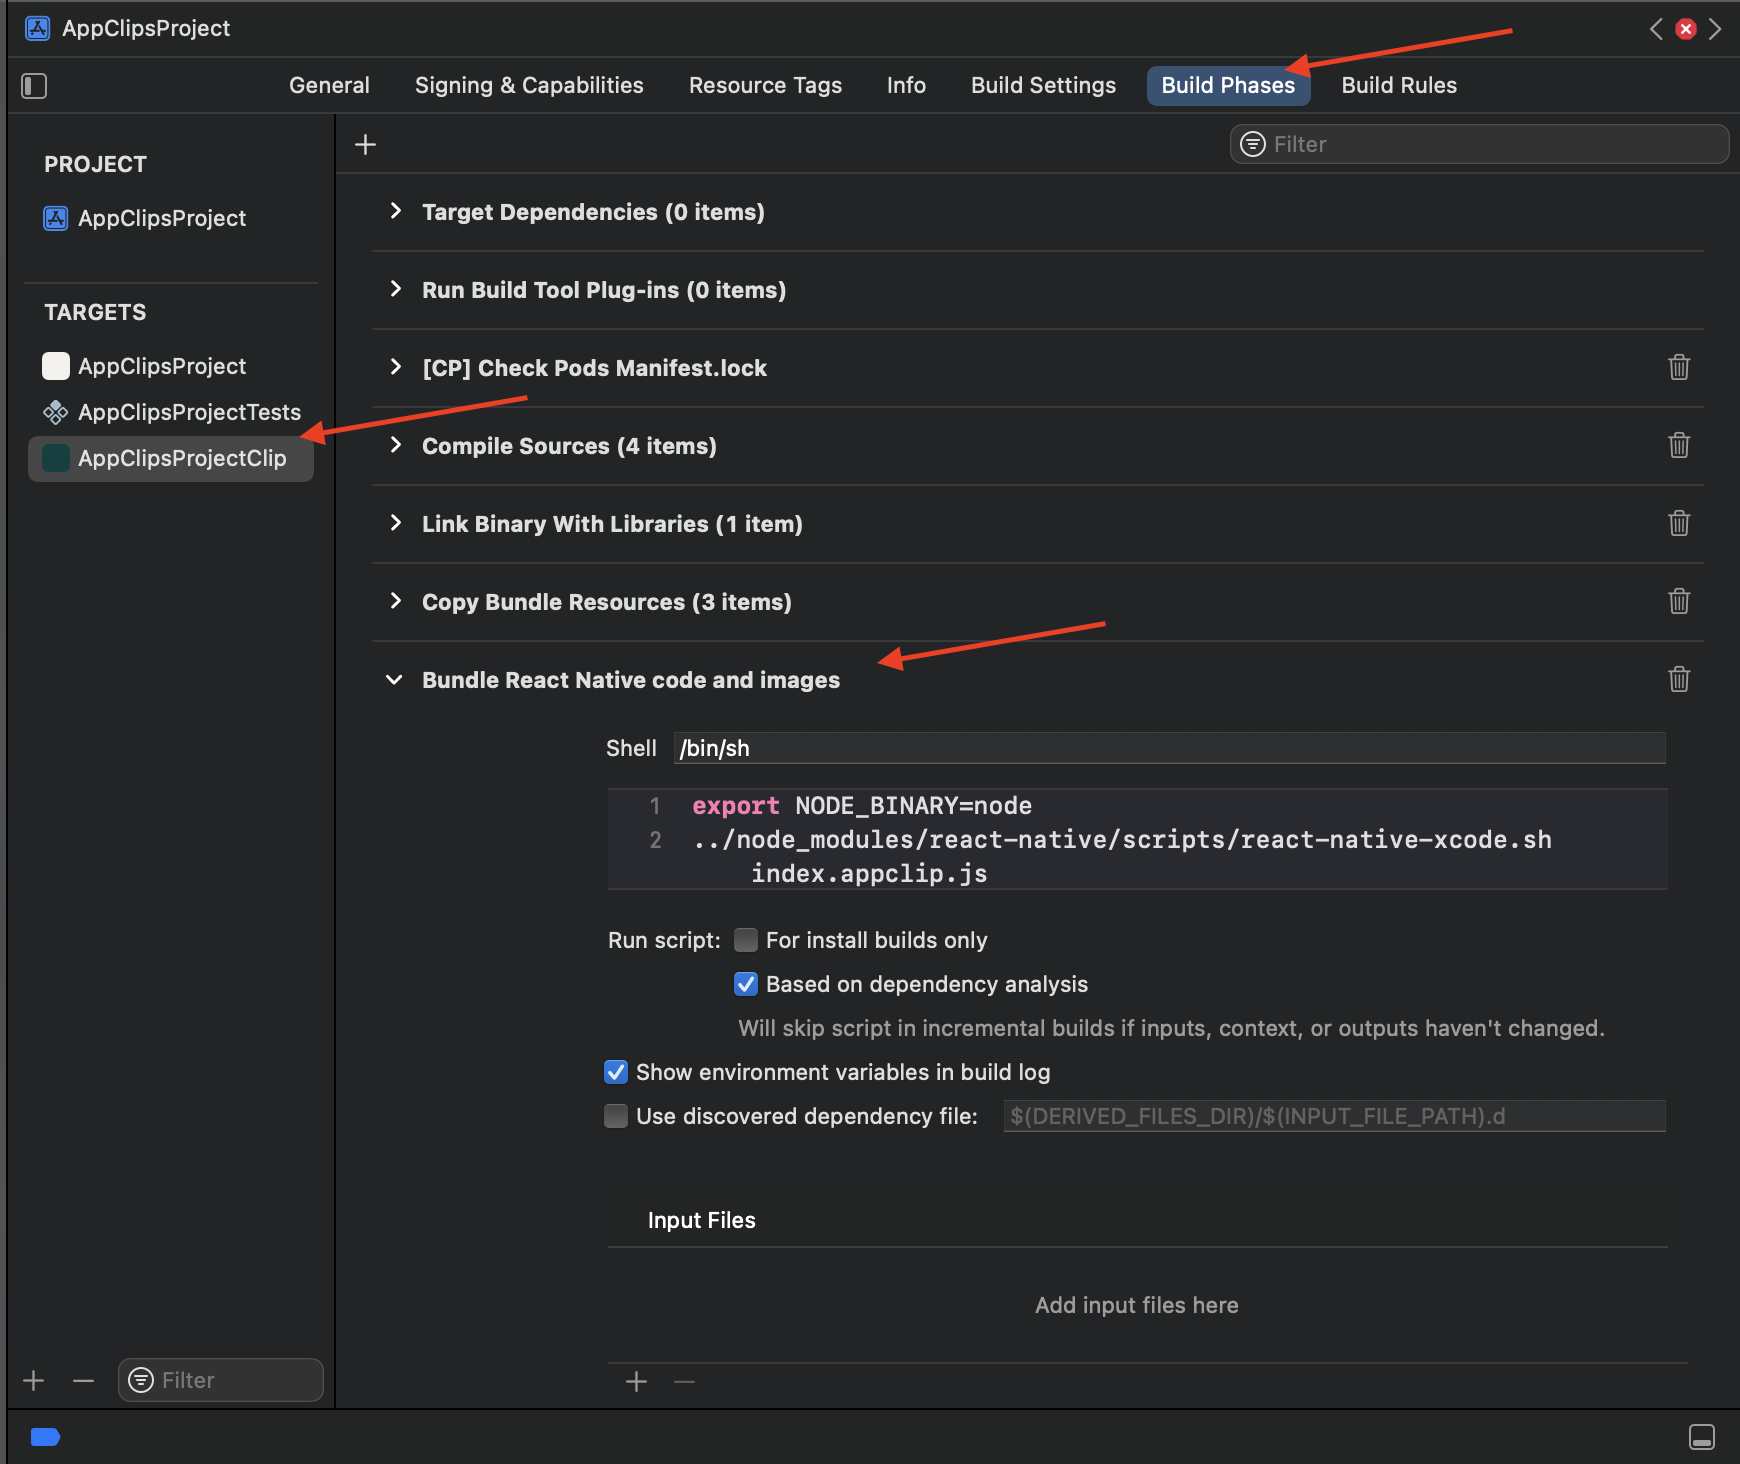 AppClipsProject
General Signing & Capabilities Resource Tags Info Build Settings Build Phases Build Rules
PROJECT
AppClipsProject
TARGETS
AppClipsProject
AppClipsProjectTests
AppClipsProjectClip
Filter
Filter
Target Dependencies (0 items)
Run Build Tool Plug-ins (0 items)
[CP] Check Pods Manifest.lock
Compile Sources (4 items)
Link Binary With Libraries (1 item)
Copy Bundle Resources (3 items)
Bundle React Native code and images
Shell /bin/sh
1 export NODE_BINARY=node
2 ../node_modules/react-native/scripts/react-native-xcode.sh
index.appclip.js
Run script: For install builds only
Based on dependency analysis
Will skip script in incremental builds if inputs, context, or outputs haven't changed.
Show environment variables in build log
Use discovered dependency file: $(DERIVED_FILES_DIR)/$(INPUT_FILE_PATH).d
Input Files
Add input files here